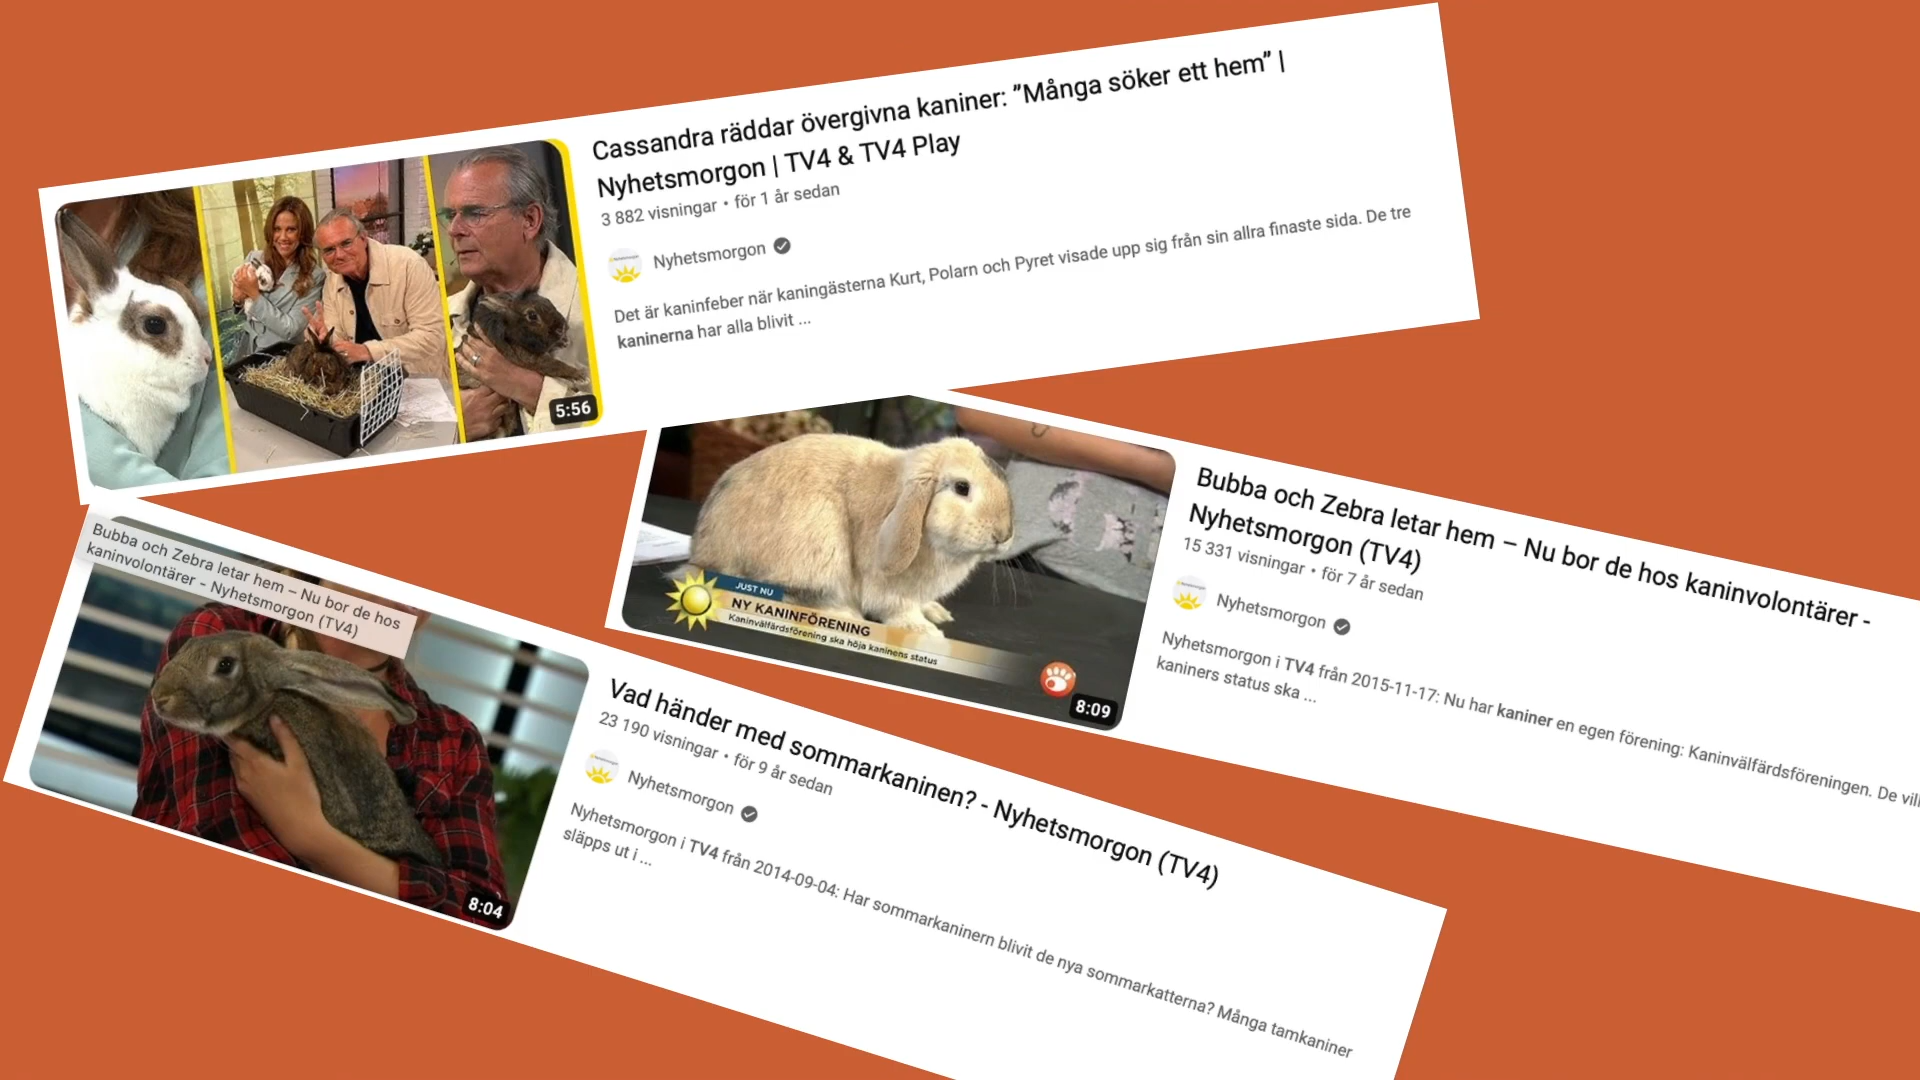 Cassandra räddar övergivna kaniner: ”Många söker ett hem” |
Nyhetsmorgon | TV4 & TV4 Play
3 882 visningar • för 1 år sedan
Nyhetsmorgon
Det är kaninfeber när kaningästerna Kurt, Polarn och Pyret visade upp sig från sin allra finaste sida. De tre
kaninerna har alla blivit ...
5:56
Bubba och Zebra letar hem – Nu bor de hos kaninvolontärer -
Nyhetsmorgon (TV4)
15 331 visningar • för 7 år sedan
Nyhetsmorgon
Nyhetsmorgon i TV4 från 2015-11-17: Nu har kaniner en egen förening: Kaninvälfärdsföreningen. De vill
kaniners status ska ...
JUST NU
NY KANINFÖRENING
Kaninvälfärdsförening ska höja kaninens status
8:09
Bubba och Zebra letar hem – Nu bor de hos
kaninvolontärer - Nyhetsmorgon (TV4)
Vad händer med sommarkaninen? - Nyhetsmorgon (TV4)
23 190 visningar • för 9 år sedan
Nyhetsmorgon
Nyhetsmorgon i TV4 från 2014-09-04: Har sommarkaninern blivit de nya sommarkatterna? Många tamkaniner
släpps ut i ...
8:04